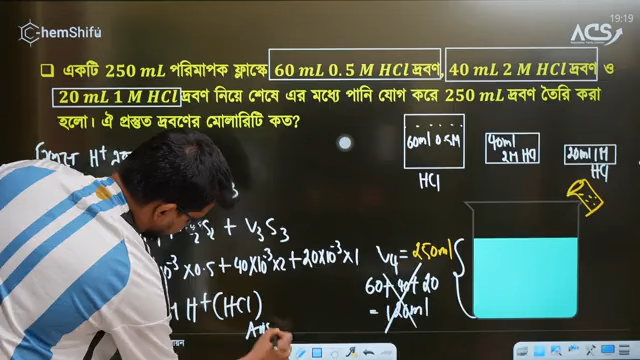 ChemShifu
19:19
ACS
একটি 250 mL পরিমাপক ফ্লাস্কে 60 mL 0.5 M HCl দ্রবণ, 40 mL 2 M HCl দ্রবণ ও
20 mL 1 M HCl দ্রবণ নিয়ে শেষে এর মধ্যে পানি যোগ করে 250 mL দ্রবণ তৈরি করা
হলো। ঐ প্রস্তুত দ্রবণের মোলারিটি কত?
H⁺
60ml 0.5M
HCl
40ml
2M HCl
20ml 1M
HCl
S₂ + V₃S₃
10⁻³×0.5 + 40×10⁻³×2 + 20×10⁻³×1
V₄ = 250ml
60+40+20
= 120ml
H⁺(HCl)
Ans